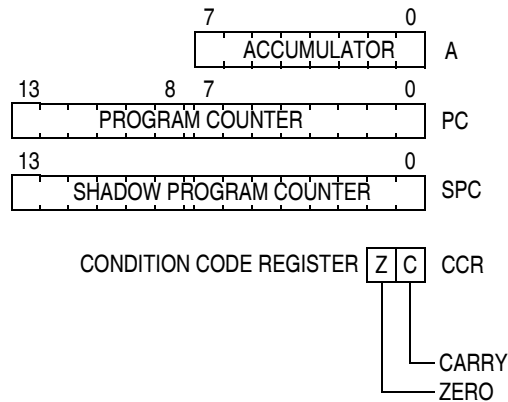 7 0
ACCUMULATOR A
13 8 7 0
PROGRAM COUNTER PC
13 0
SHADOW PROGRAM COUNTER SPC
CONDITION CODE REGISTER Z C CCR
CARRY
ZERO